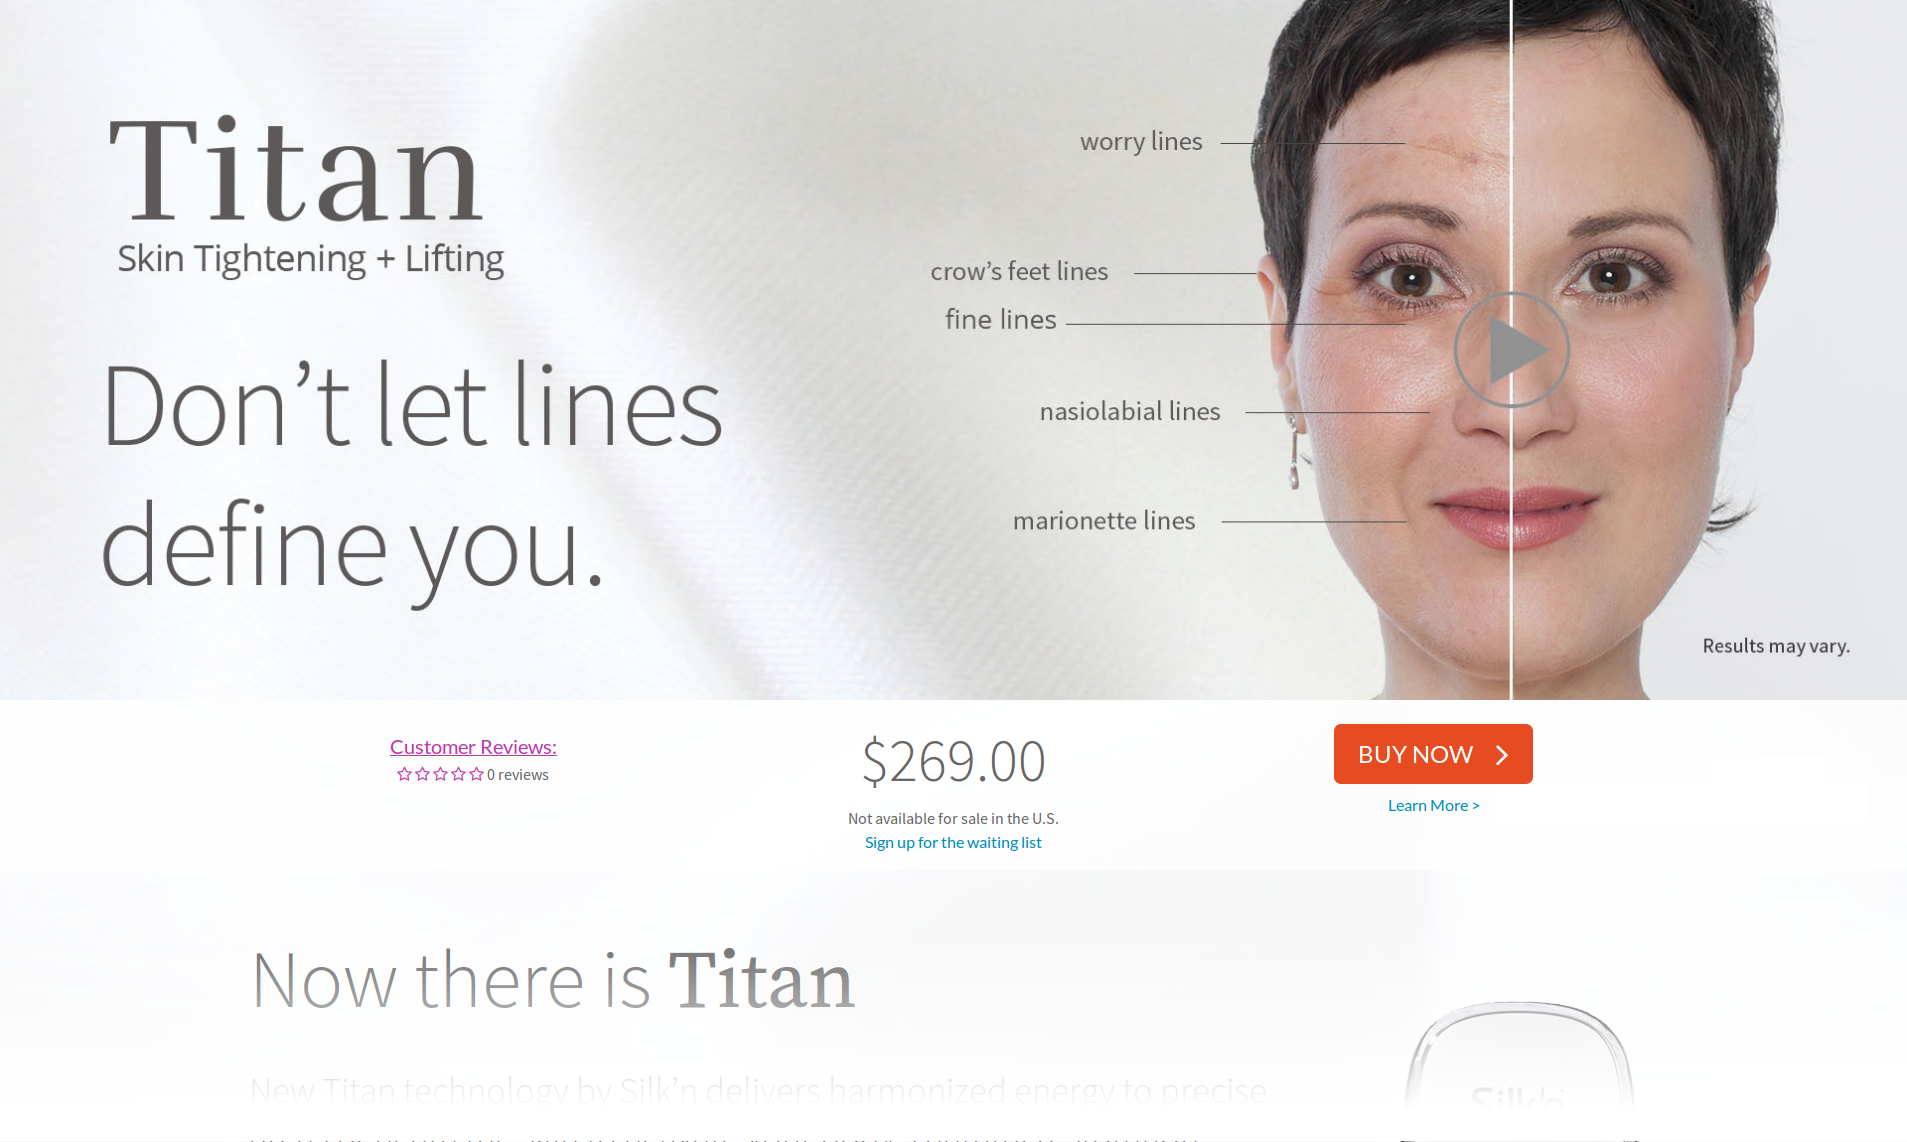 Titan
Skin Tightening + Lifting
Don't let lines
define you.
worry lines
crow's feet lines
fine lines
nasiolabial lines
marionette lines
Results may vary.
Customer Reviews:
0 reviews
$269.00
Not available for sale in the U.S.
Sign up for the waiting list
BUY NOW
Learn More >
Now there is Titan
New Titan technology by Silk'n delivers harmonized energy to precise
Silk'n